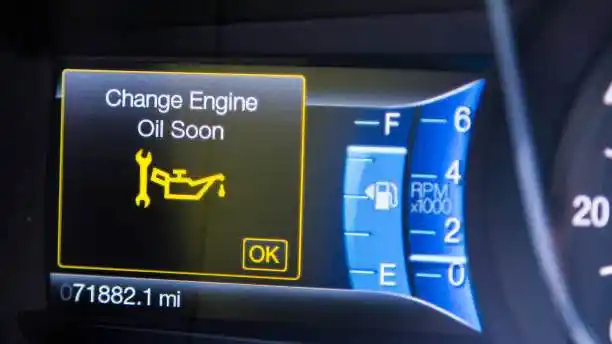 Change Engine
Oil Soon
OK
071882.1 mi
F
E
6
4
RPM
x1000
2
0
20